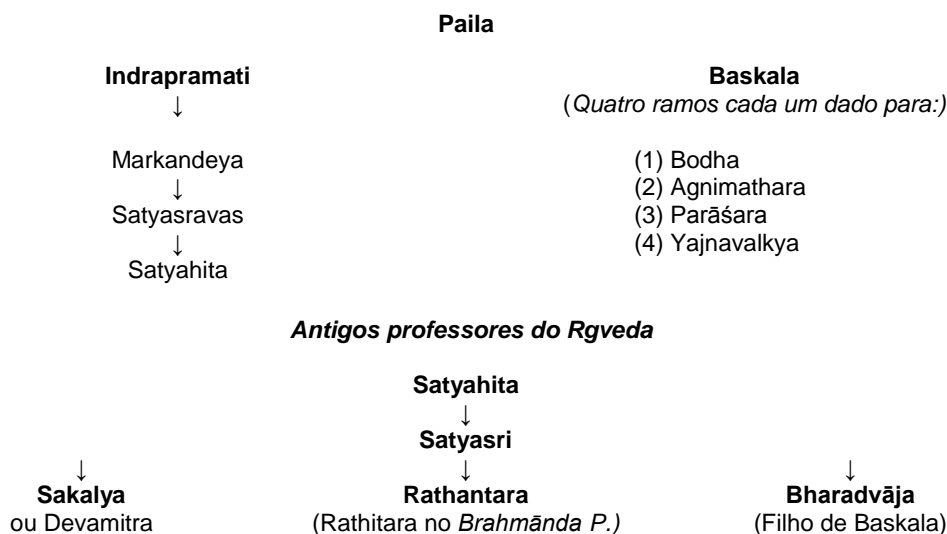 Paila
Indrapramati
↓
Markandeya
↓
Satyasravas
↓
Satyahita
Baskala
(Quatro ramos cada um dado para:)
(1) Bodha
(2) Agnimathara
(3) Parāśara
(4) Yajnavalkya
Antigos professores do Rgveda
Satyahita
↓
Satyasri
↓ ↓ ↓
Sakalya Rathantara Bharadvāja
ou Devamitra (Rathitara no Brahmānda P.) (Filho de Baskala)